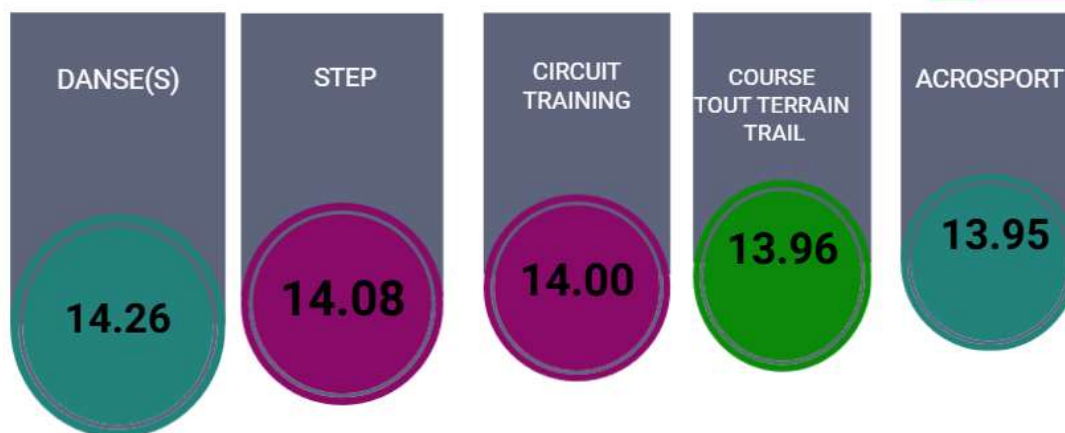 DANSE(S)
14.26
STEP
14.08
CIRCUIT
TRAINING
14.00
COURSE
TOUT TERRAIN
TRAIL
13.96
ACROSPORT
13.95